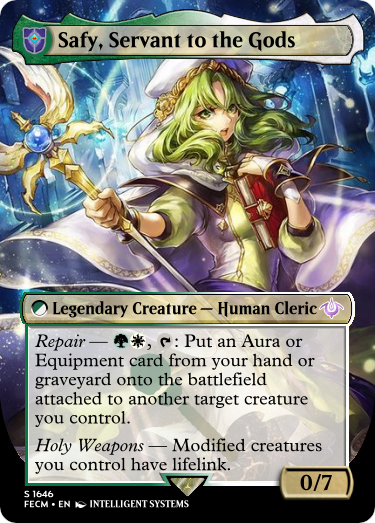 Safy, Servant to the Gods
Legendary Creature — Human Cleric
Repair — , : Put an Aura or
Equipment card from your hand or
graveyard onto the battlefield
attached to another target creature
you control.
Holy Weapons — Modified creatures
you control have lifelink.
0/7
S 1646
FECM • EN INTELLIGENT SYSTEMS